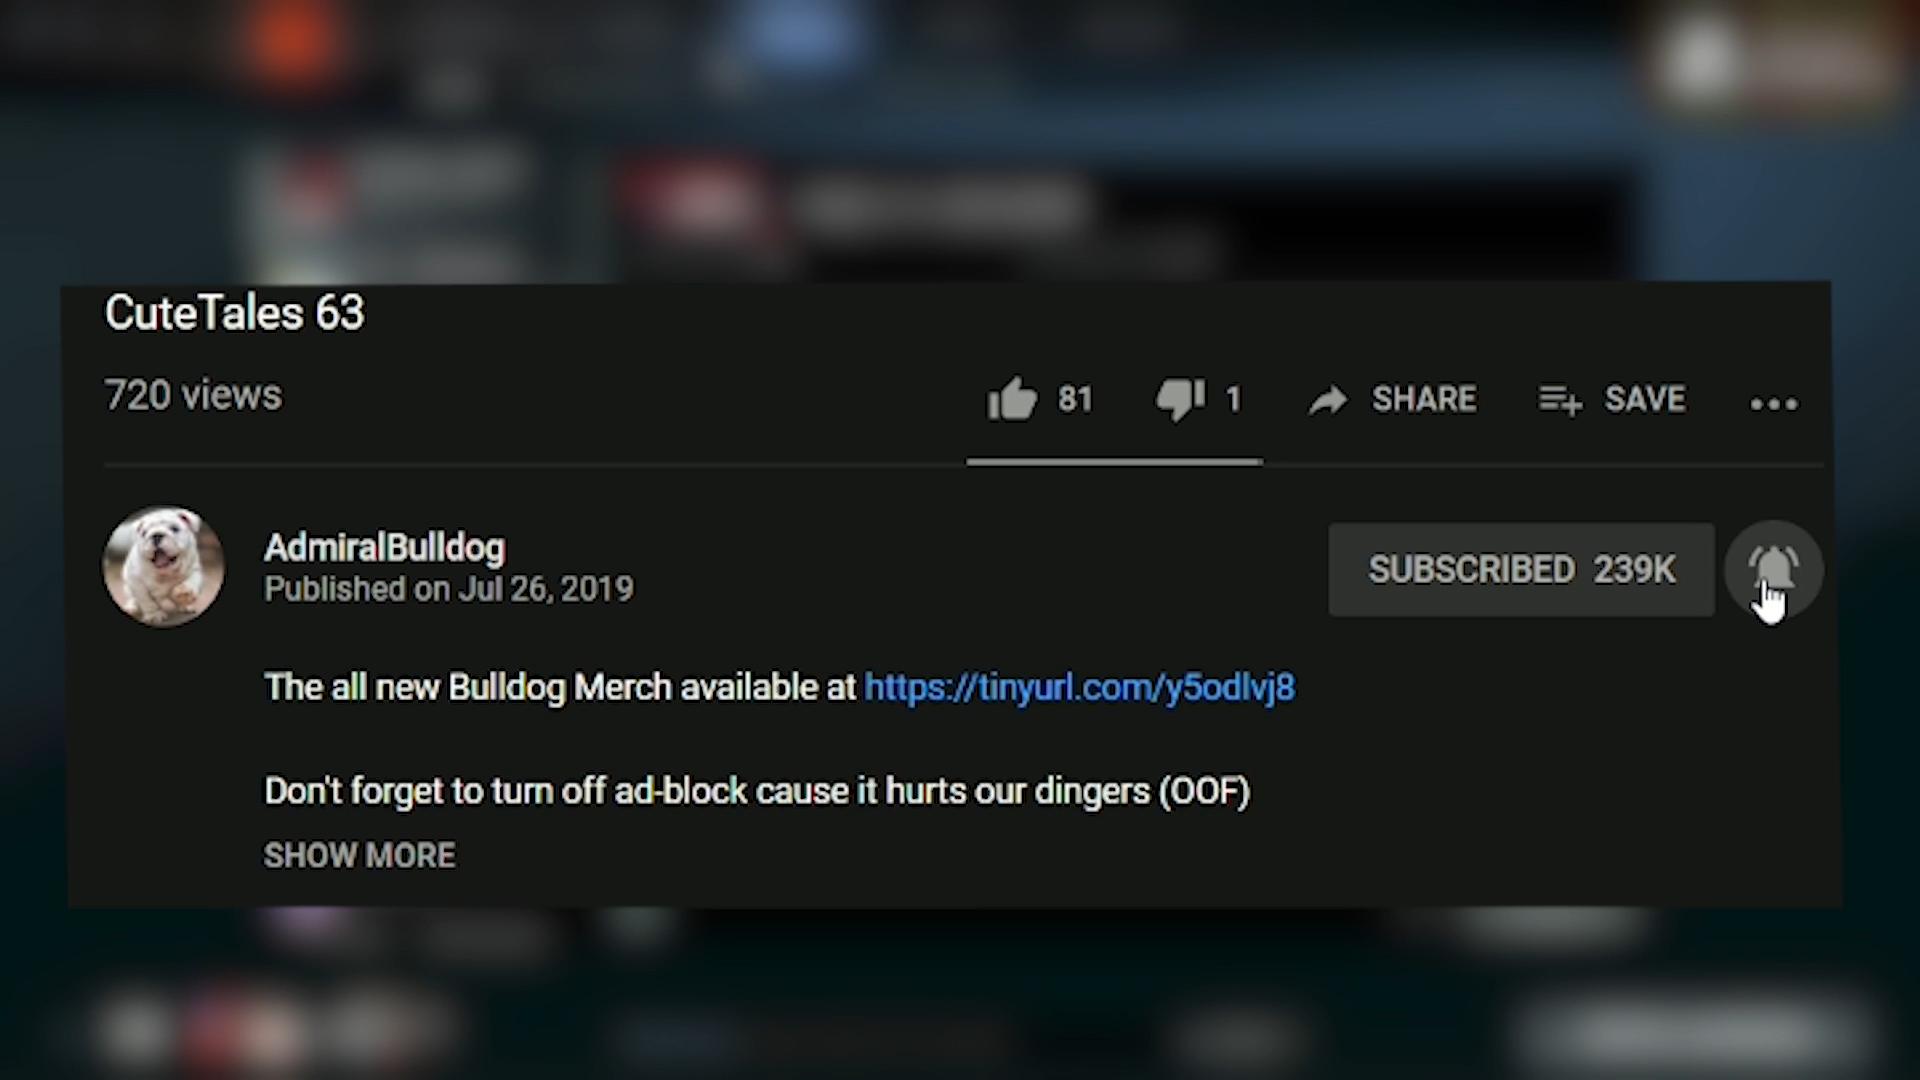 CuteTales 63
720 views
81
1
SHARE
SAVE
AdmiralBulldog
Published on Jul 26, 2019
SUBSCRIBED 239K
The all new Bulldog Merch available at https://tinyurl.com/y5odlvj8
Don't forget to turn off ad-block cause it hurts our dingers (OOF)
SHOW MORE